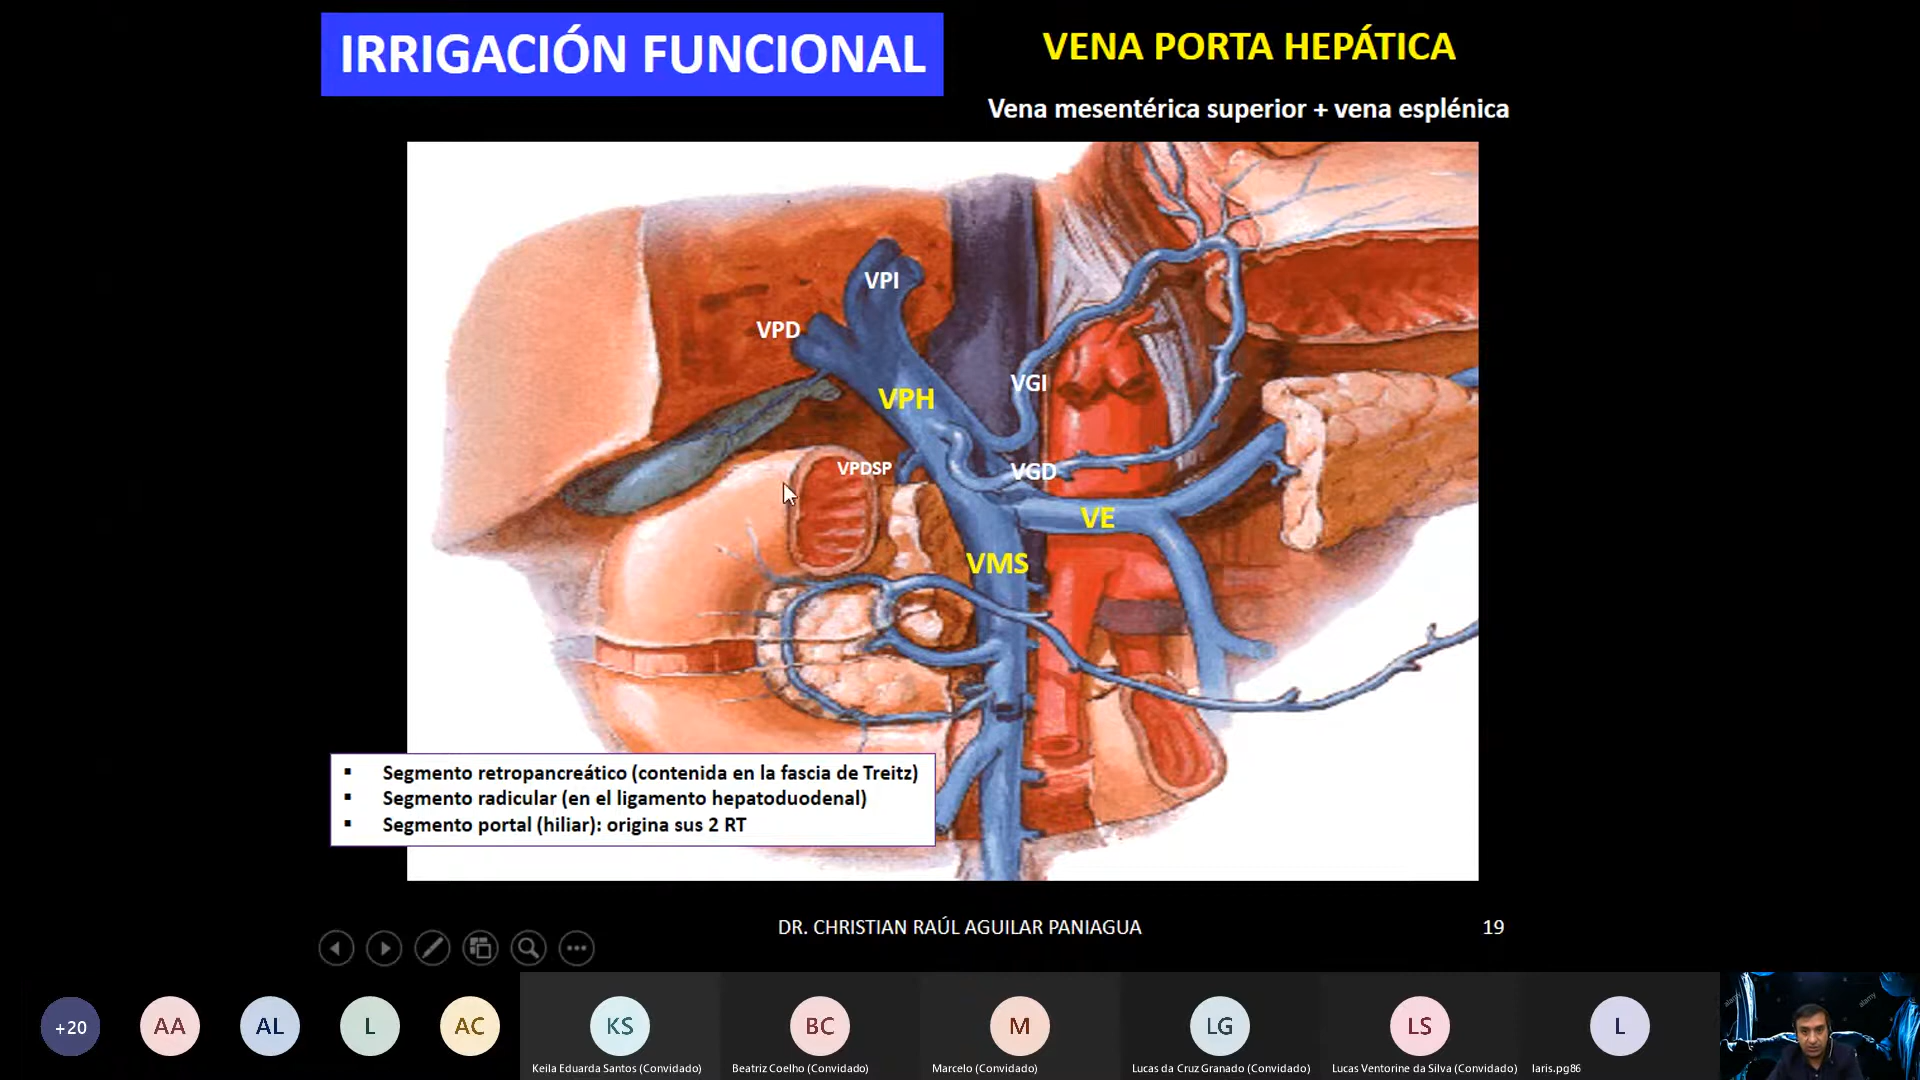 IRRIGACIÓN FUNCIONAL
VENA PORTA HEPÁTICA
Vena mesentérica superior + vena esplénica
VPI
VPD
VGI
VPH
VPDSP
VGD
VE
VMS
▪ Segmento retropancreático (contenida en la fascia de Treitz)
▪ Segmento radicular (en el ligamento hepatoduodenal)
▪ Segmento portal (hiliar): origina sus 2 RT
DR. CHRISTIAN RAÚL AGUILAR PANIAGUA
19
+20
AA
AL
L
AC
KS
BC
M
LG
LS
L
Keila Eduarda Santos (Convidado)
Beatriz Coelho (Convidado)
Marcelo (Convidado)
Lucas da Cruz Granado (Convidado)
Lucas Ventorine da Silva (Convidado)
laris.pg86
alamy
alamy